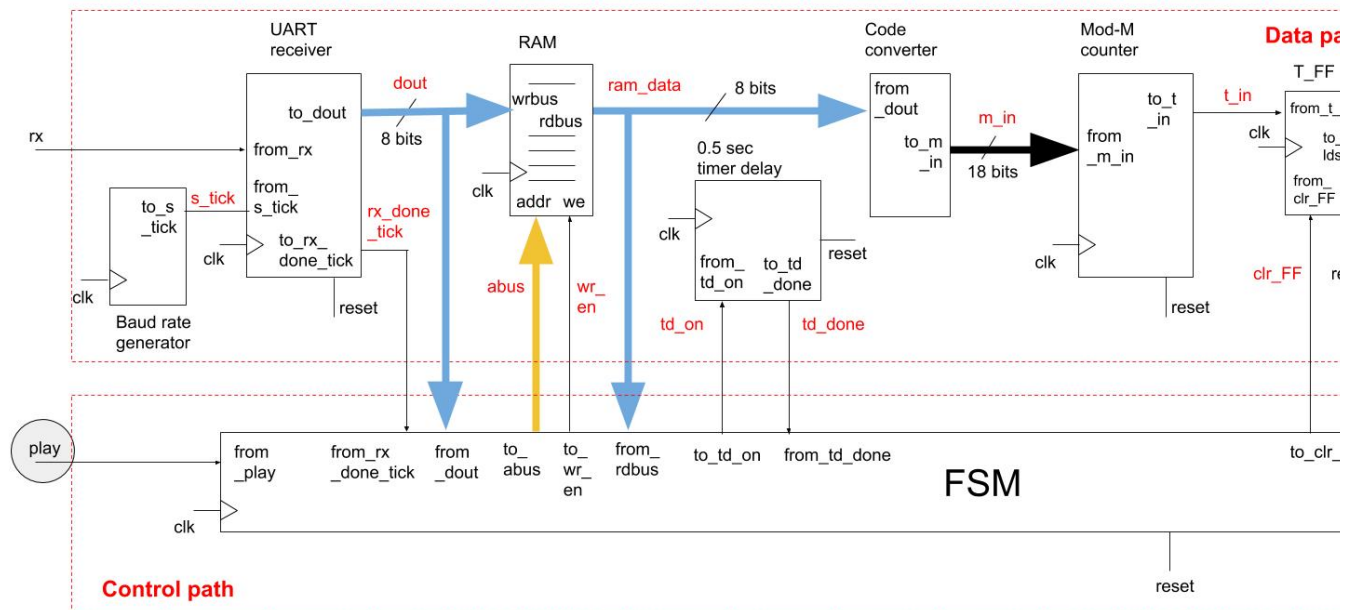 UART
receiver
RAM
Code
converter
Mod-M
counter
Data pa
T_FF
rx
to_dout
from_rx
from_
s_tick
to_rx_
done_tick
clk
reset
dout
8 bits
wrbus
rdbus
clk
addr we
ram_data
8 bits
0.5 sec
timer delay
clk
from_
td_on
to_td
_done
reset
from
_dout
to_m
_in
m_in
18 bits
from
_m_in
to_t
_in
clk
reset
t_in
from_t_
clk
to_
lds
from_
clr_FF
to_s
_tick
s_tick
clk
Baud rate
generator
rx_done
_tick
abus
wr_
en
td_on
td_done
clr_FF
re
play
from
_play
from_rx
_done_tick
from
_dout
to_
abus
to_
wr_
en
from_
rdbus
to_td_on
from_td_done
to_clr_
FSM
clk
reset
Control path